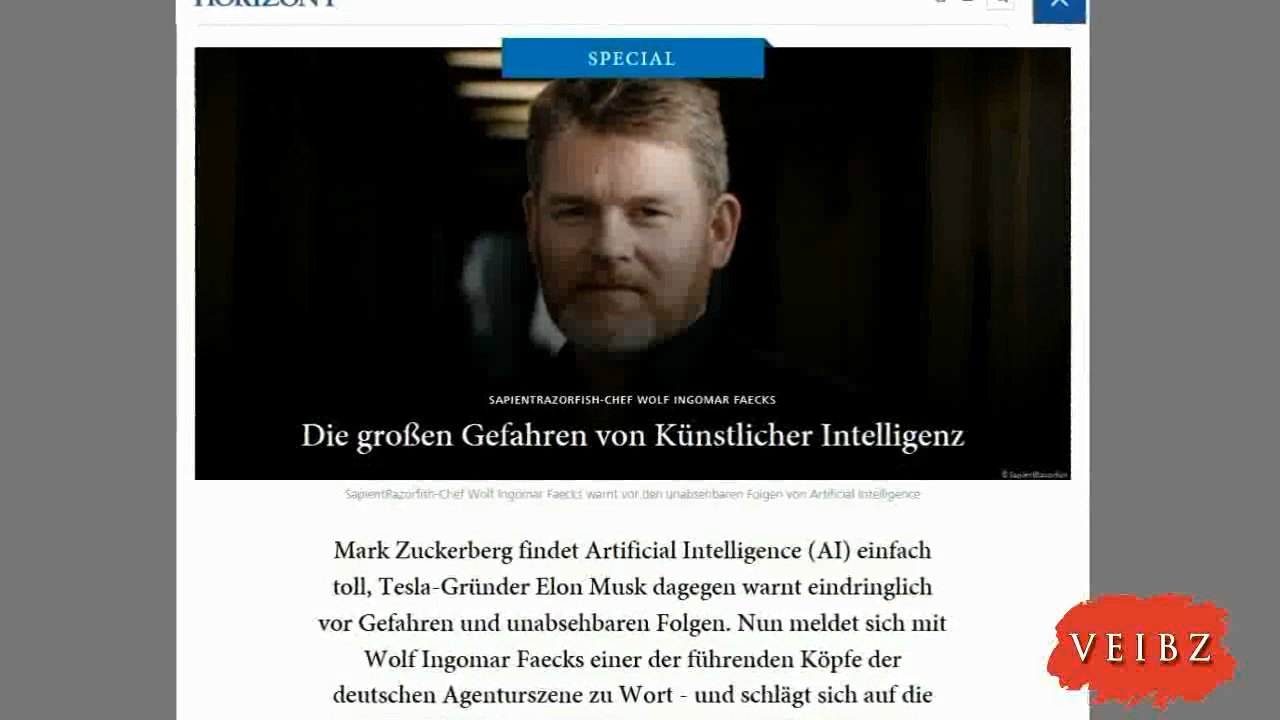 HORIZONT
SPECIAL
SAPIENTRAZORFISH-CHEF WOLF INGOMAR FAECKS
Die großen Gefahren von Künstlicher Intelligenz
© SapientRazorfish
SapientRazorfish-Chef Wolf Ingomar Faecks warnt vor den unabsehbaren Folgen von Artificial Intelligence
Mark Zuckerberg findet Artificial Intelligence (AI) einfach
toll, Tesla-Gründer Elon Musk dagegen warnt eindringlich
vor Gefahren und unabsehbaren Folgen. Nun meldet sich mit
Wolf Ingomar Faecks einer der führenden Köpfe der
deutschen Agenturszene zu Wort - und schlägt sich auf die
VEIBZ